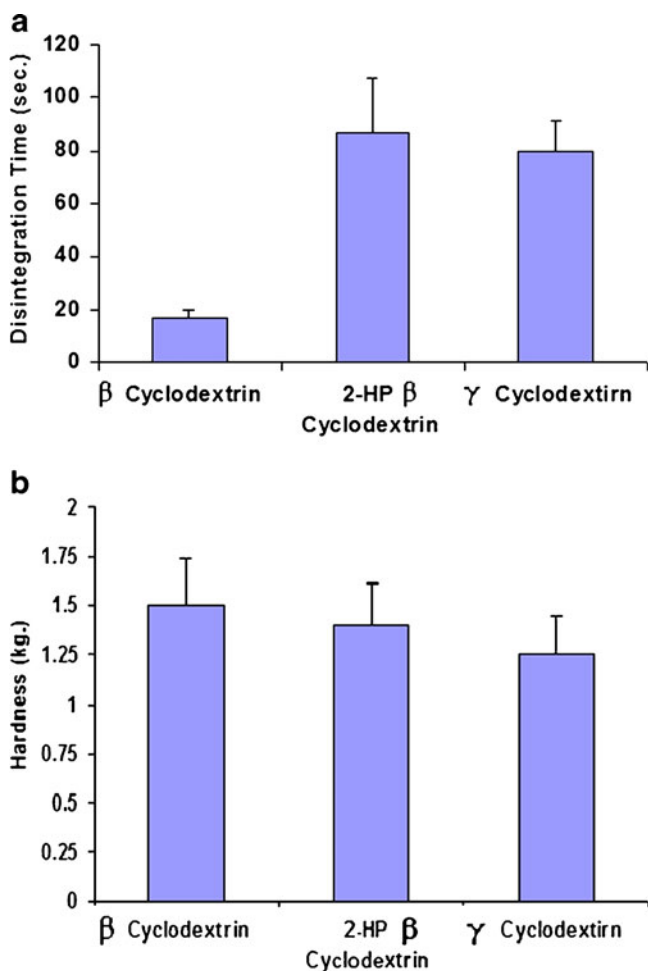 a
Disintegration Time (sec.)
120
100
80
60
40
20
0
β Cyclodextrin
2-HP β
Cyclodextrin
γ Cyclodextirn
b
Hardness (kg.)
2
1.75
1.5
1.25
1
0.75
0.5
0.25
0
β Cyclodextrin
2-HP β
Cyclodextrin
γ Cyclodextirn